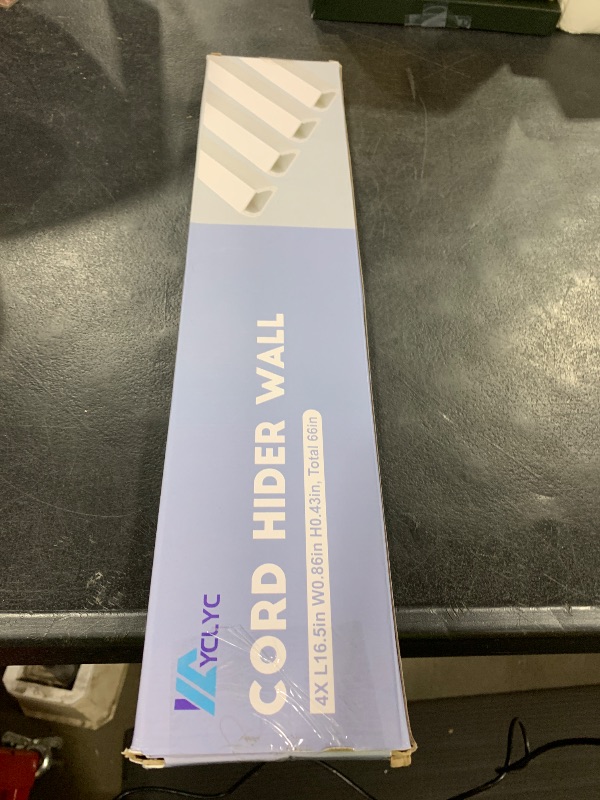 YCLYC
CORD HIDER WALL
4X L16.5in W0.86in H0.43in, Total 66in